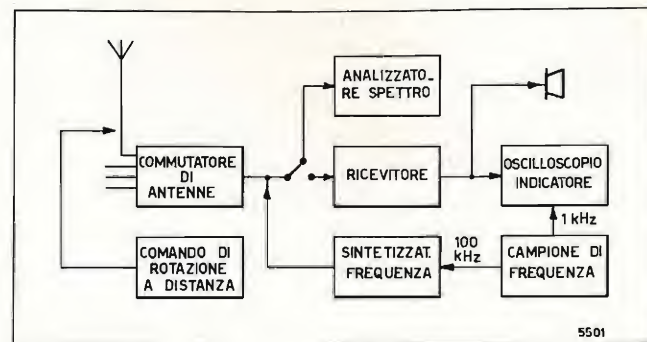 ANALIZZATO_
RE SPETTRO
COMMUTATORE
DI
ANTENNE
RICEVITORE
OSCILLOSCOPIO
INDICATORE
1 kHz
COMANDO DI
ROTAZIONE
A DISTANZA
SINTETIZZAT.
FREQUENZA
100
kHz
CAMPIONE DI
FREQUENZA
5501